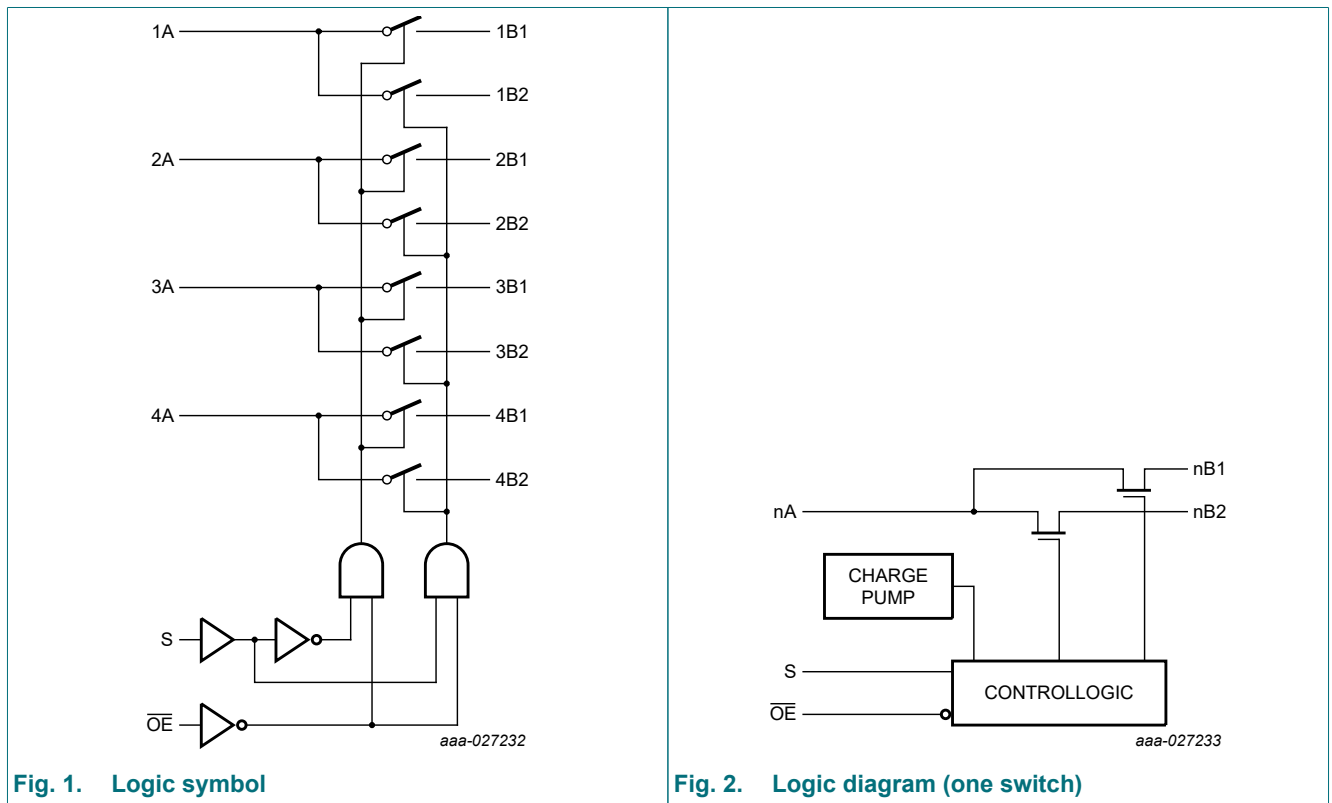 1A
1B1
1B2
2A
2B1
2B2
3A
3B1
3B2
4A
4B1
4B2
S
OE
aaa-027232
Fig. 1. Logic symbol
nB1
nA
nB2
CHARGE
PUMP
S
CONTROLLOGIC
OE
aaa-027233
Fig. 2. Logic diagram (one switch)